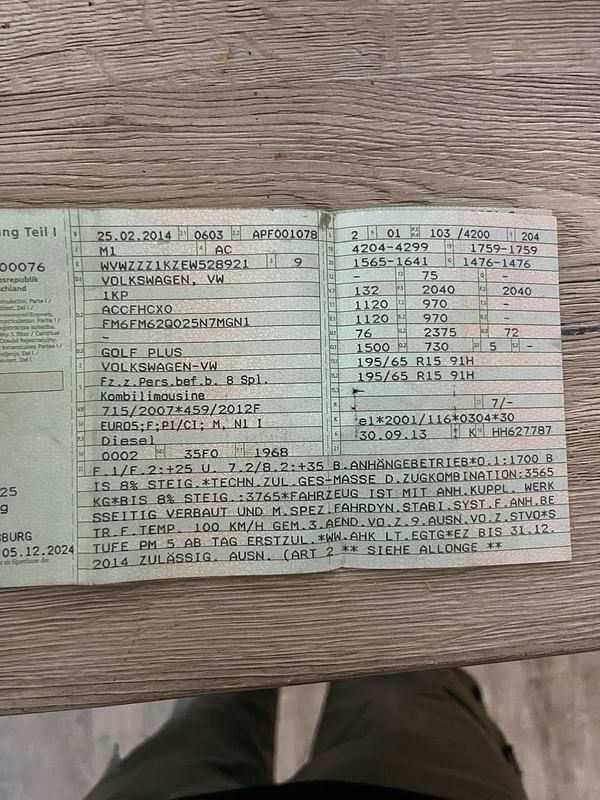 ng Teil I
00076
esrepublik
schland
25
g
SBURG
05.12.2024
25.02.2014 0603 APF001078
M1 AC
WVWZZZ1KZEW528921 9
VOLKSWAGEN, VW
1KP
ACCFHCX0
FM6FM62Q025N7MGN1
-
GOLF PLUS
VOLKSWAGEN-VW
Fz.z.Pers.bef.b. 8 Spl.
Kombilimousine
715/2007*459/2012F
EURO5;PI/CI; M, N1 I
Diesel
0002 35F0 1968
2 01 103 /4200 204
4204-4299 1759-1759
1565-1641 1476-1476
- 75 -
132 2040 2040
1120 970 -
1120 970 -
76 2375 72
1500 730 5 -
195/65 R15 91H
195/65 R15 91H
-
- 7/-
e1*2001/116*0304*30
30.09.13 K HH627787
F.1/F.2:+25 U. 7.2/8.2:+35 B.ANHÄNGEBETRIEB*O.1:1700 B
IS 8% STEIG.*TECHN.ZUL.GES-MASSE D.ZUGKOMBINATION:3565
KG*BIS 8% STEIG.:3765*FAHRZEUG IST MIT ANH.KUPPL. WERK
SSEITIG VERBAUT UND M.SPEZ.FAHRDYN.STABI.SYST.F.ANH.BE
TR.F.TEMP. 100 KM/H GEM.3.AEND.VO.Z.9.AUSN.VO.Z.STVO*S
TUFE PM 5 AB TAG ERSTZUL.*WW.AHK LT.EGTG*EZ BIS 31.12.
2014 ZULÄSSIG. AUSN. (ART 2 ** SIEHE ALLONGE **